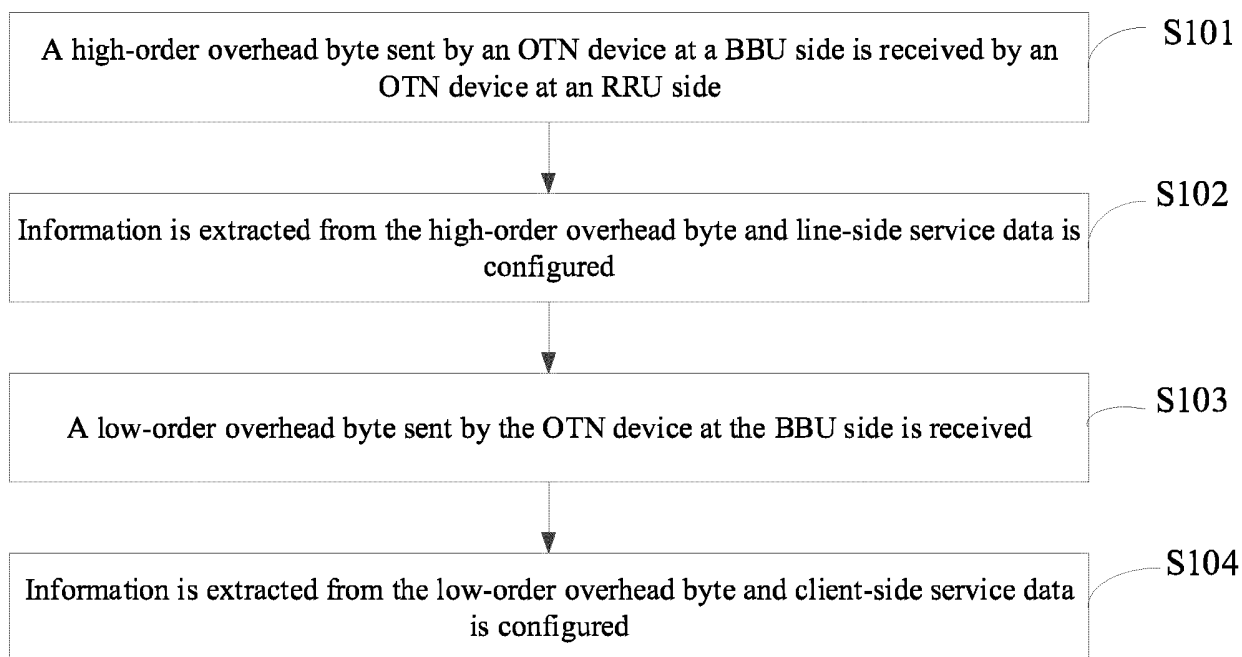 A high-order overhead byte sent by an OTN device at a BBU side is received by an
OTN device at an RRU side
S101
Information is extracted from the high-order overhead byte and line-side service data is
configured
S102
A low-order overhead byte sent by the OTN device at the BBU side is received
S103
Information is extracted from the low-order overhead byte and client-side service data
is configured
S104